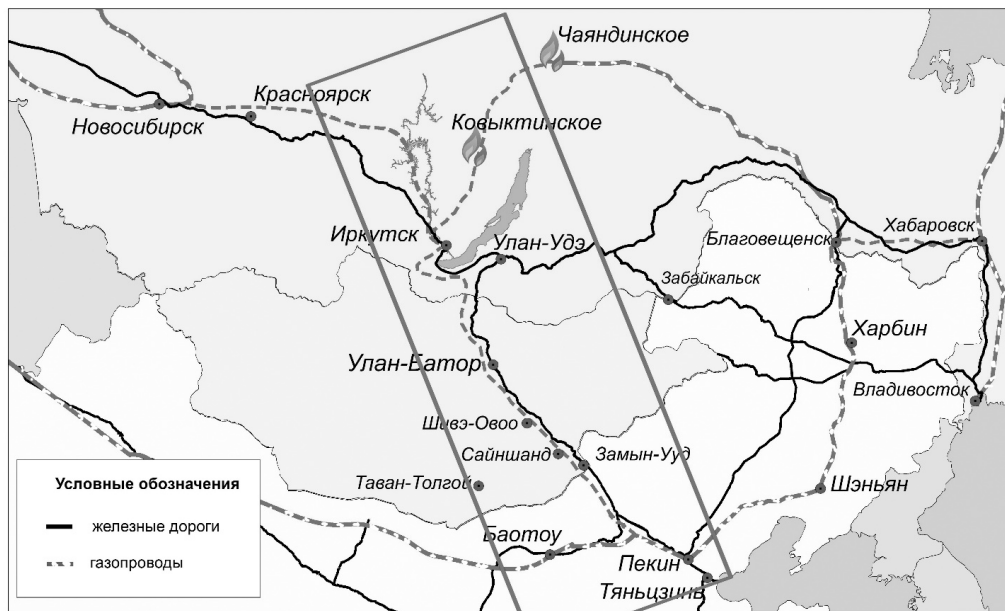 Чаяндинское
Красноярск
Новосибирск
Ковыктинское
Иркутск
Улан-Удэ
Благовещенск
Хабаровск
Забайкальск
Харбин
Улан-Батор
Владивосток
Шивэ-Овоо
Сайншанд
Замын-Ууд
Таван-Толгой
Шэньян
Баотоу
Пекин
Тяньцзинь
Условные обозначения
железные дороги
газопроводы